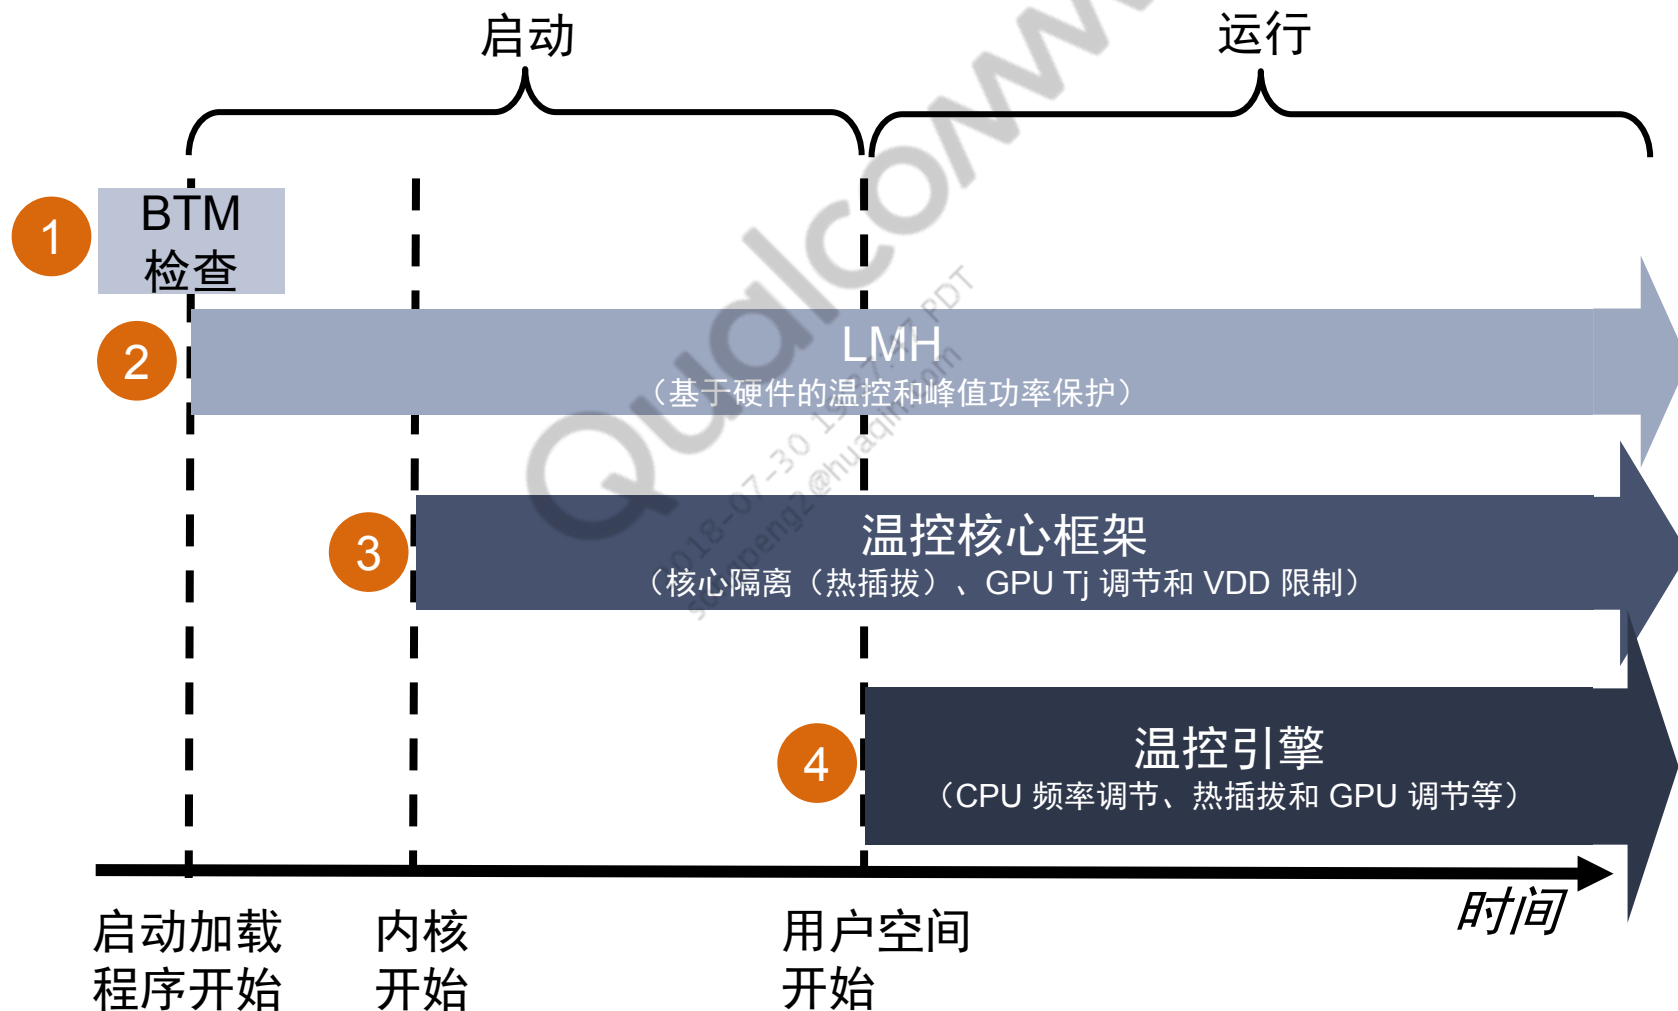 启动
运行
1
BTM
检查
2
LMH
（基于硬件的温控和峰值功率保护）
3
温控核心框架
（核心隔离（热插拔）、GPU Tj 调节和 VDD 限制）
4
温控引擎
（CPU 频率调节、热插拔和 GPU 调节等）
时间
启动加载
程序开始
内核
开始
用户空间
开始